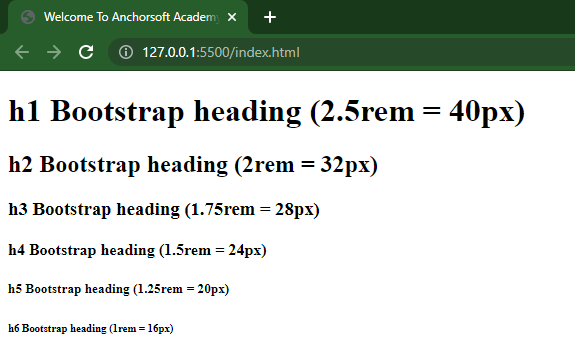 Welcome To Anchorsoft Academ
127.0.0.1:5500/index.html
h1 Bootstrap heading (2.5rem = 40px)
h2 Bootstrap heading (2rem = 32px)
h3 Bootstrap heading (1.75rem = 28px)
h4 Bootstrap heading (1.5rem = 24px)
h5 Bootstrap heading (1.25rem = 20px)
h6 Bootstrap heading (1rem = 16px)